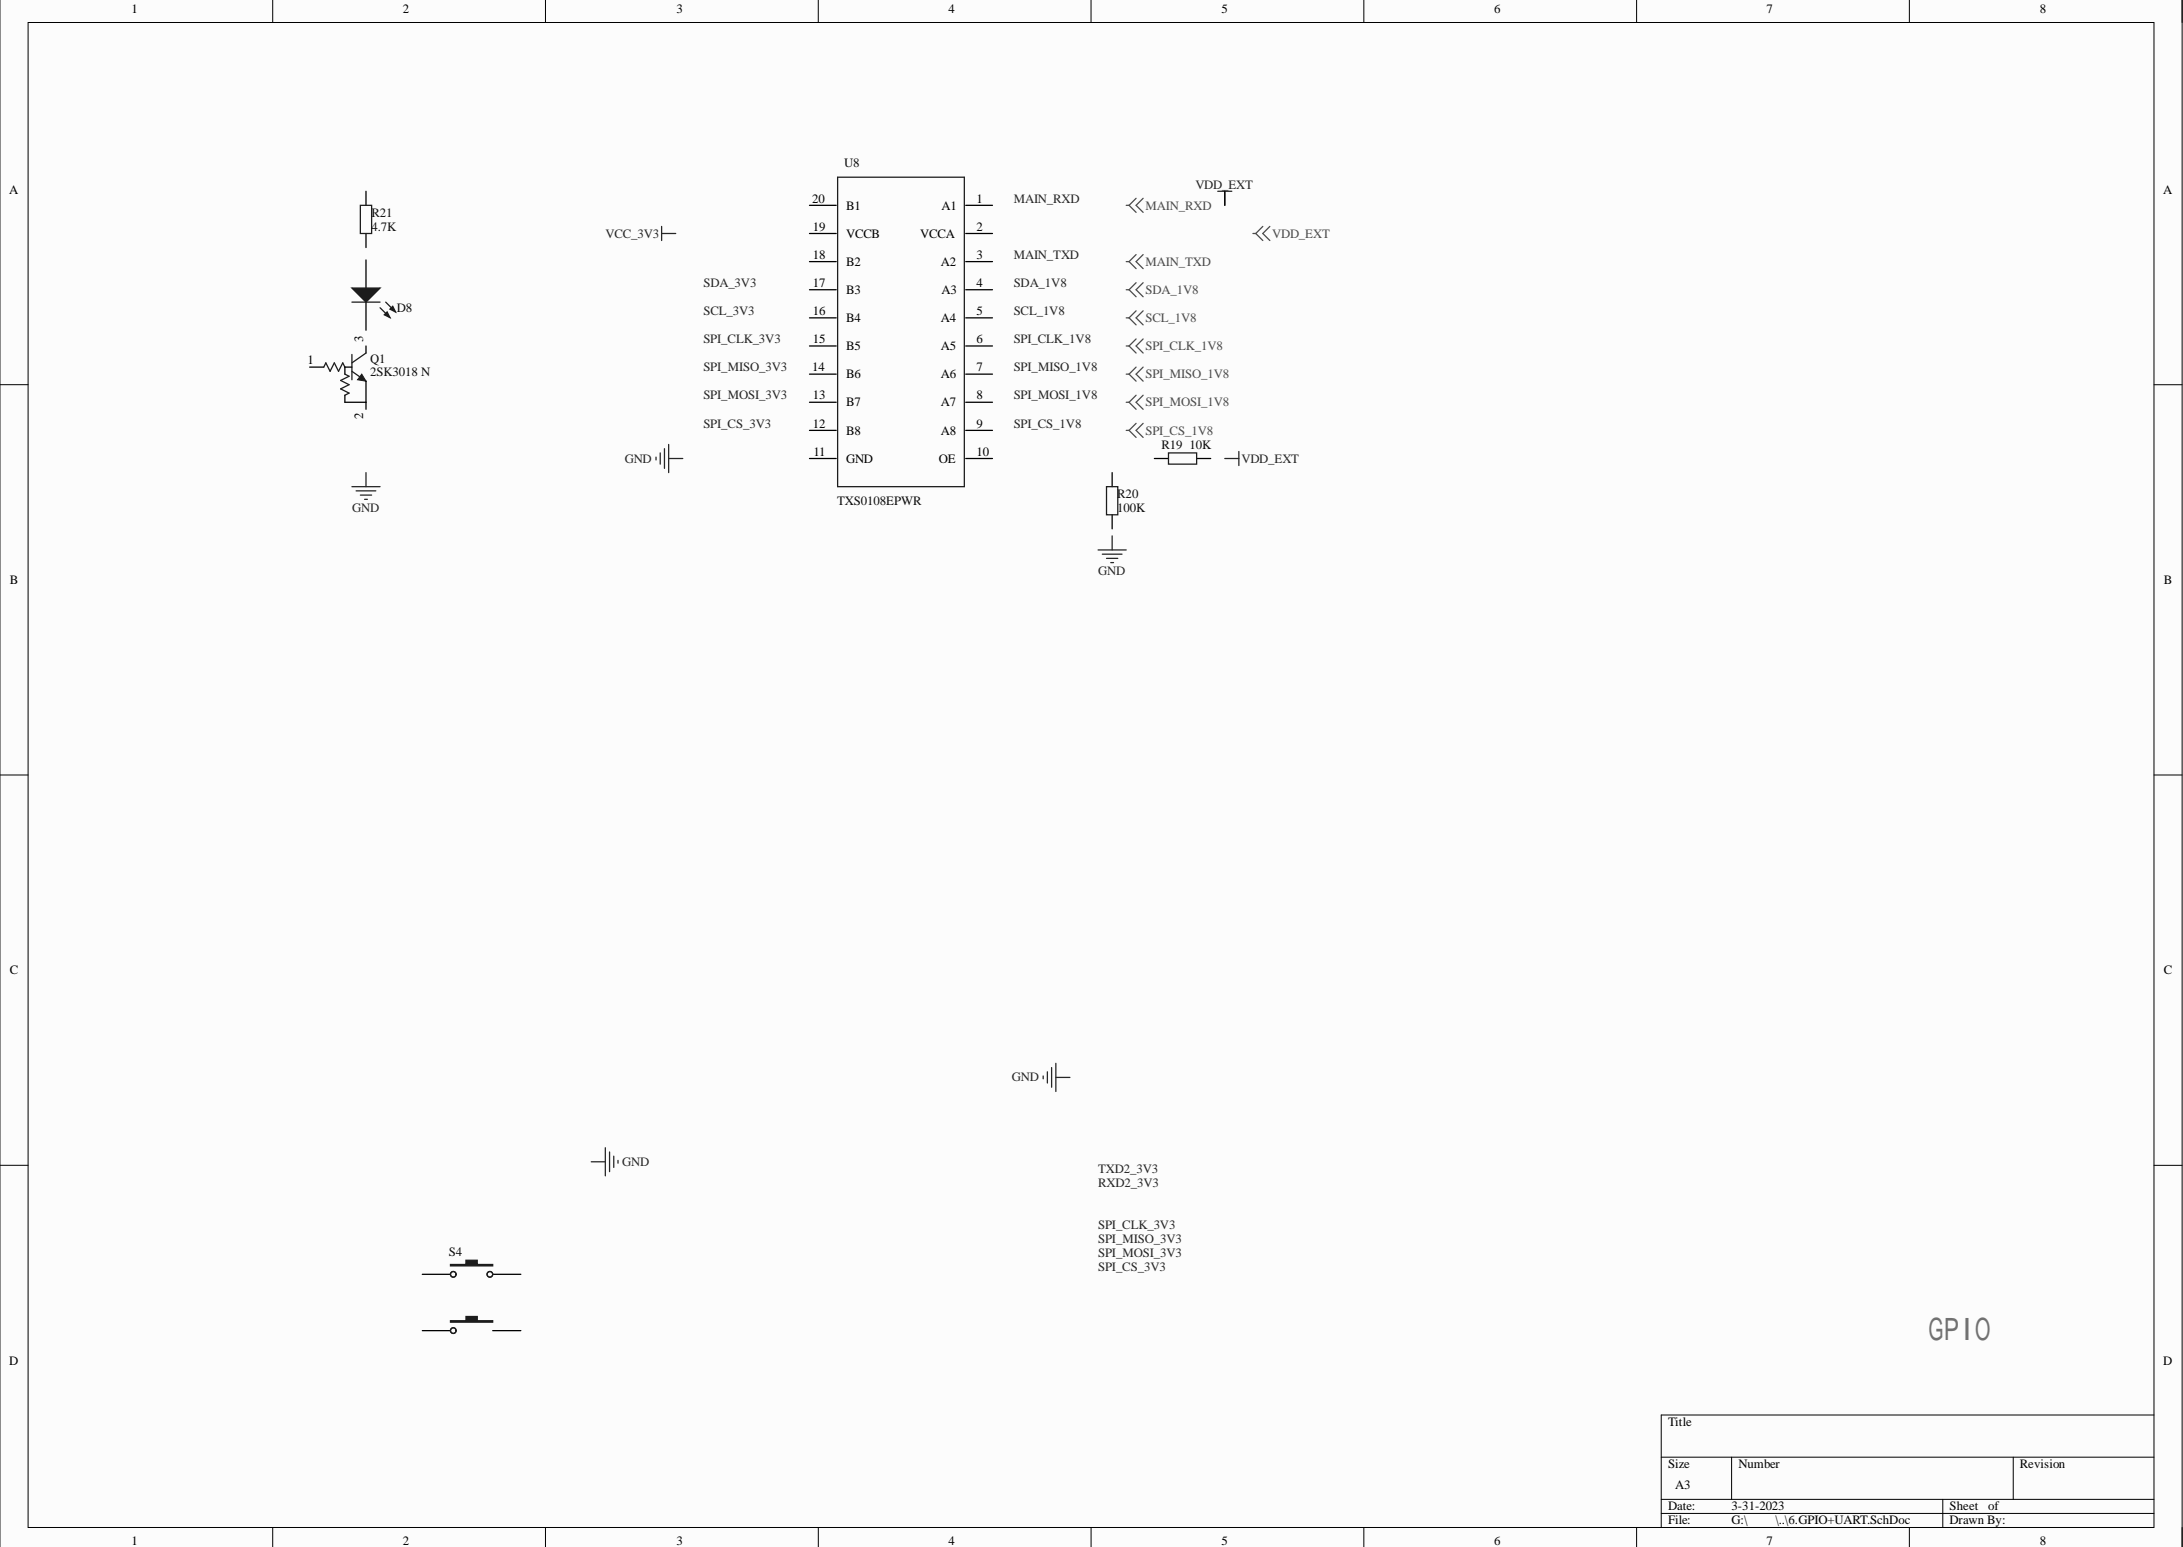 1 2 3 4 5 6 7 8
A A
U8
VDD_EXT
R21
4.7K
20 B1 A1 1 MAIN_RXD MAIN_RXD
VCC_3V3 19 VCCB VCCA 2 VDD_EXT
18 B2 A2 3 MAIN_TXD MAIN_TXD
SDA_3V3 17 B3 A3 4 SDA_1V8 SDA_1V8
D8
SCL_3V3 16 B4 A4 5 SCL_1V8 SCL_1V8
3
SPI_CLK_3V3 15 B5 A5 6 SPI_CLK_1V8 SPI_CLK_1V8
1 Q1
2SK3018 N
SPI_MISO_3V3 14 B6 A6 7 SPI_MISO_1V8 SPI_MISO_1V8
SPI_MOSI_3V3 13 B7 A7 8 SPI_MOSI_1V8 SPI_MOSI_1V8
2
SPI_CS_3V3 12 B8 A8 9 SPI_CS_1V8 SPI_CS_1V8
R19 10K
GND 11 GND OE 10 VDD_EXT
TXS0108EPWR
R20
100K
GND
GND
B B
C C
GND
GND
TXD2_3V3
RXD2_3V3
SPI_CLK_3V3
SPI_MISO_3V3
SPI_MOSI_3V3
SPI_CS_3V3
S4
GPIO
D D
Title
Size Number Revision
A3
Date: 3-31-2023 Sheet of
File: G:\ \..\6.GPIO+UART.SchDoc Drawn By:
1 2 3 4 5 6 7 8